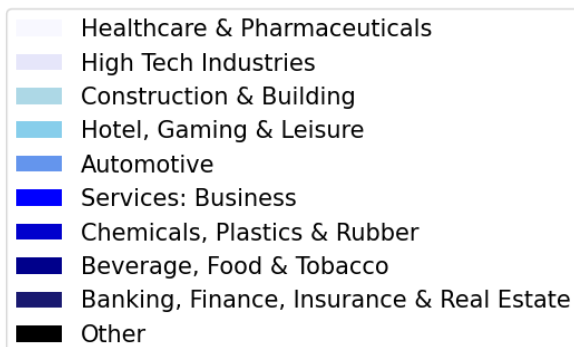 Healthcare & Pharmaceuticals
High Tech Industries
Construction & Building
Hotel, Gaming & Leisure
Automotive
Services: Business
Chemicals, Plastics & Rubber
Beverage, Food & Tobacco
Banking, Finance, Insurance & Real Estate
Other